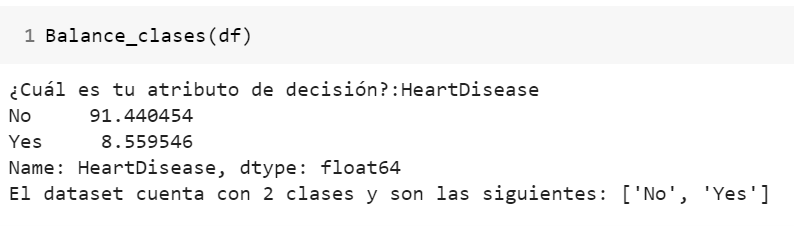 1 Balance_clases(df)
¿Cuál es tu atributo de decisión?:HeartDisease
No     91.440454
Yes     8.559546
Name: HeartDisease, dtype: float64
El dataset cuenta con 2 clases y son las siguientes: ['No', 'Yes']